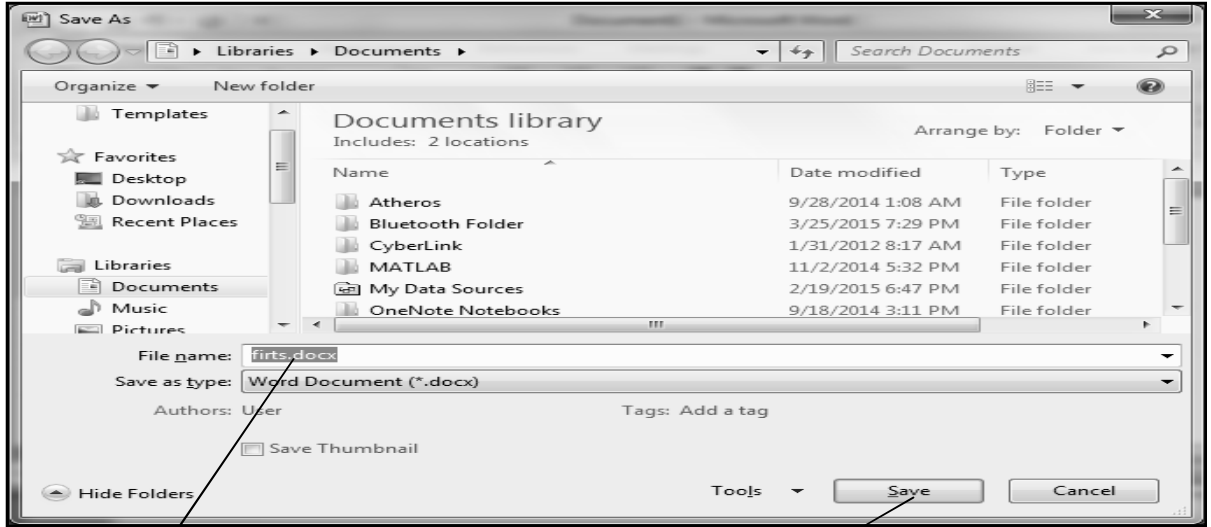 Save As
Libraries Documents Search Documents
Organize New folder
Templates
Favorites
Desktop
Downloads
Recent Places
Libraries
Documents
Music
Pictures
Documents library
Includes: 2 locations
Arrange by: Folder
Name Date modified Type
Atheros 9/28/2014 1:08 AM File folder
Bluetooth Folder 3/25/2015 7:29 PM File folder
CyberLink 1/31/2012 8:17 AM File folder
MATLAB 11/2/2014 5:32 PM File folder
My Data Sources 2/19/2015 6:47 PM File folder
OneNote Notebooks 9/18/2014 3:11 PM File folder
File name: firts.docx
Save as type: Word Document (*.docx)
Authors: User Tags: Add a tag
Save Thumbnail
Hide Folders Tools Save Cancel